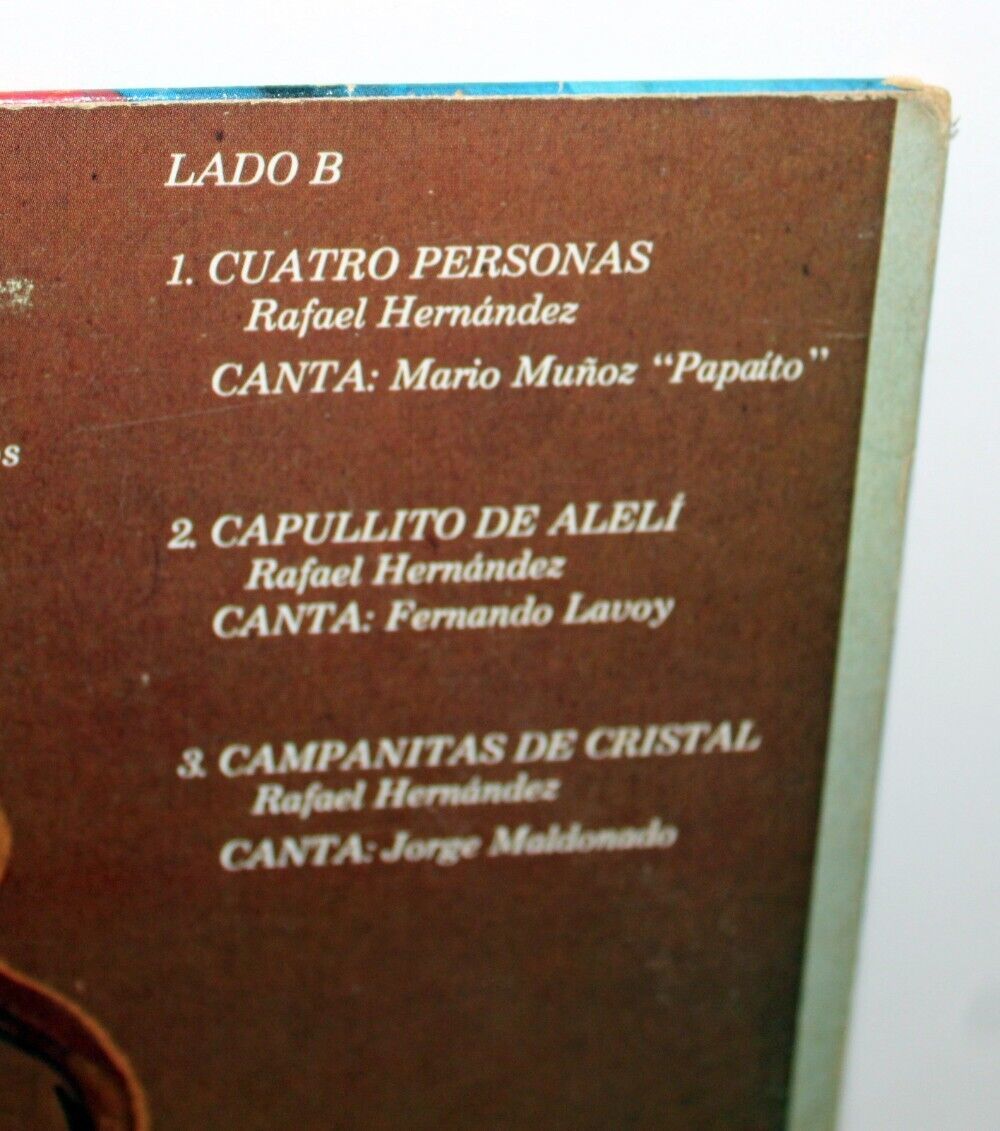 LADO B
1. CUATRO PERSONAS
Rafael Hernández
CANTA: Mario Muñoz "Papaíto"
2. CAPULLITO DE ALELÍ
Rafael Hernández
CANTA: Fernando Lavoy
3. CAMPANITAS DE CRISTAL
Rafael Hernández
CANTA: Jorge Maldonado